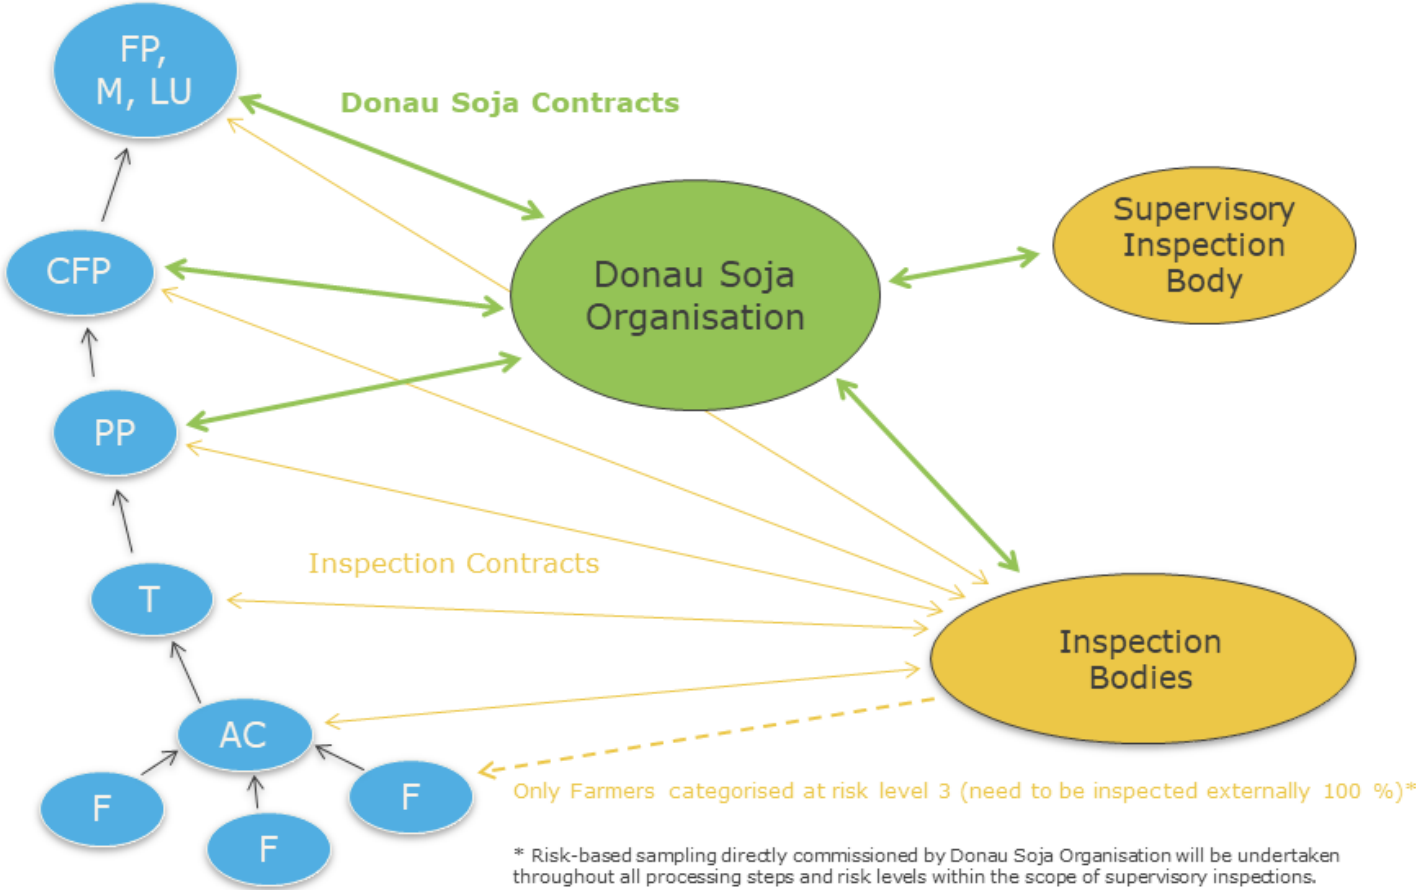 FP,
M, LU
Donau Soja Contracts
Supervisory
Inspection
Body
CFP
Donau Soja
Organisation
PP
Inspection Contracts
T
Inspection
Bodies
AC
F
F
F
Only Farmers categorised at risk level 3 (need to be inspected externally 100 %)*
* Risk-based sampling directly commissioned by Donau Soja Organisation will be undertaken
throughout all processing steps and risk levels within the scope of supervisory inspections.